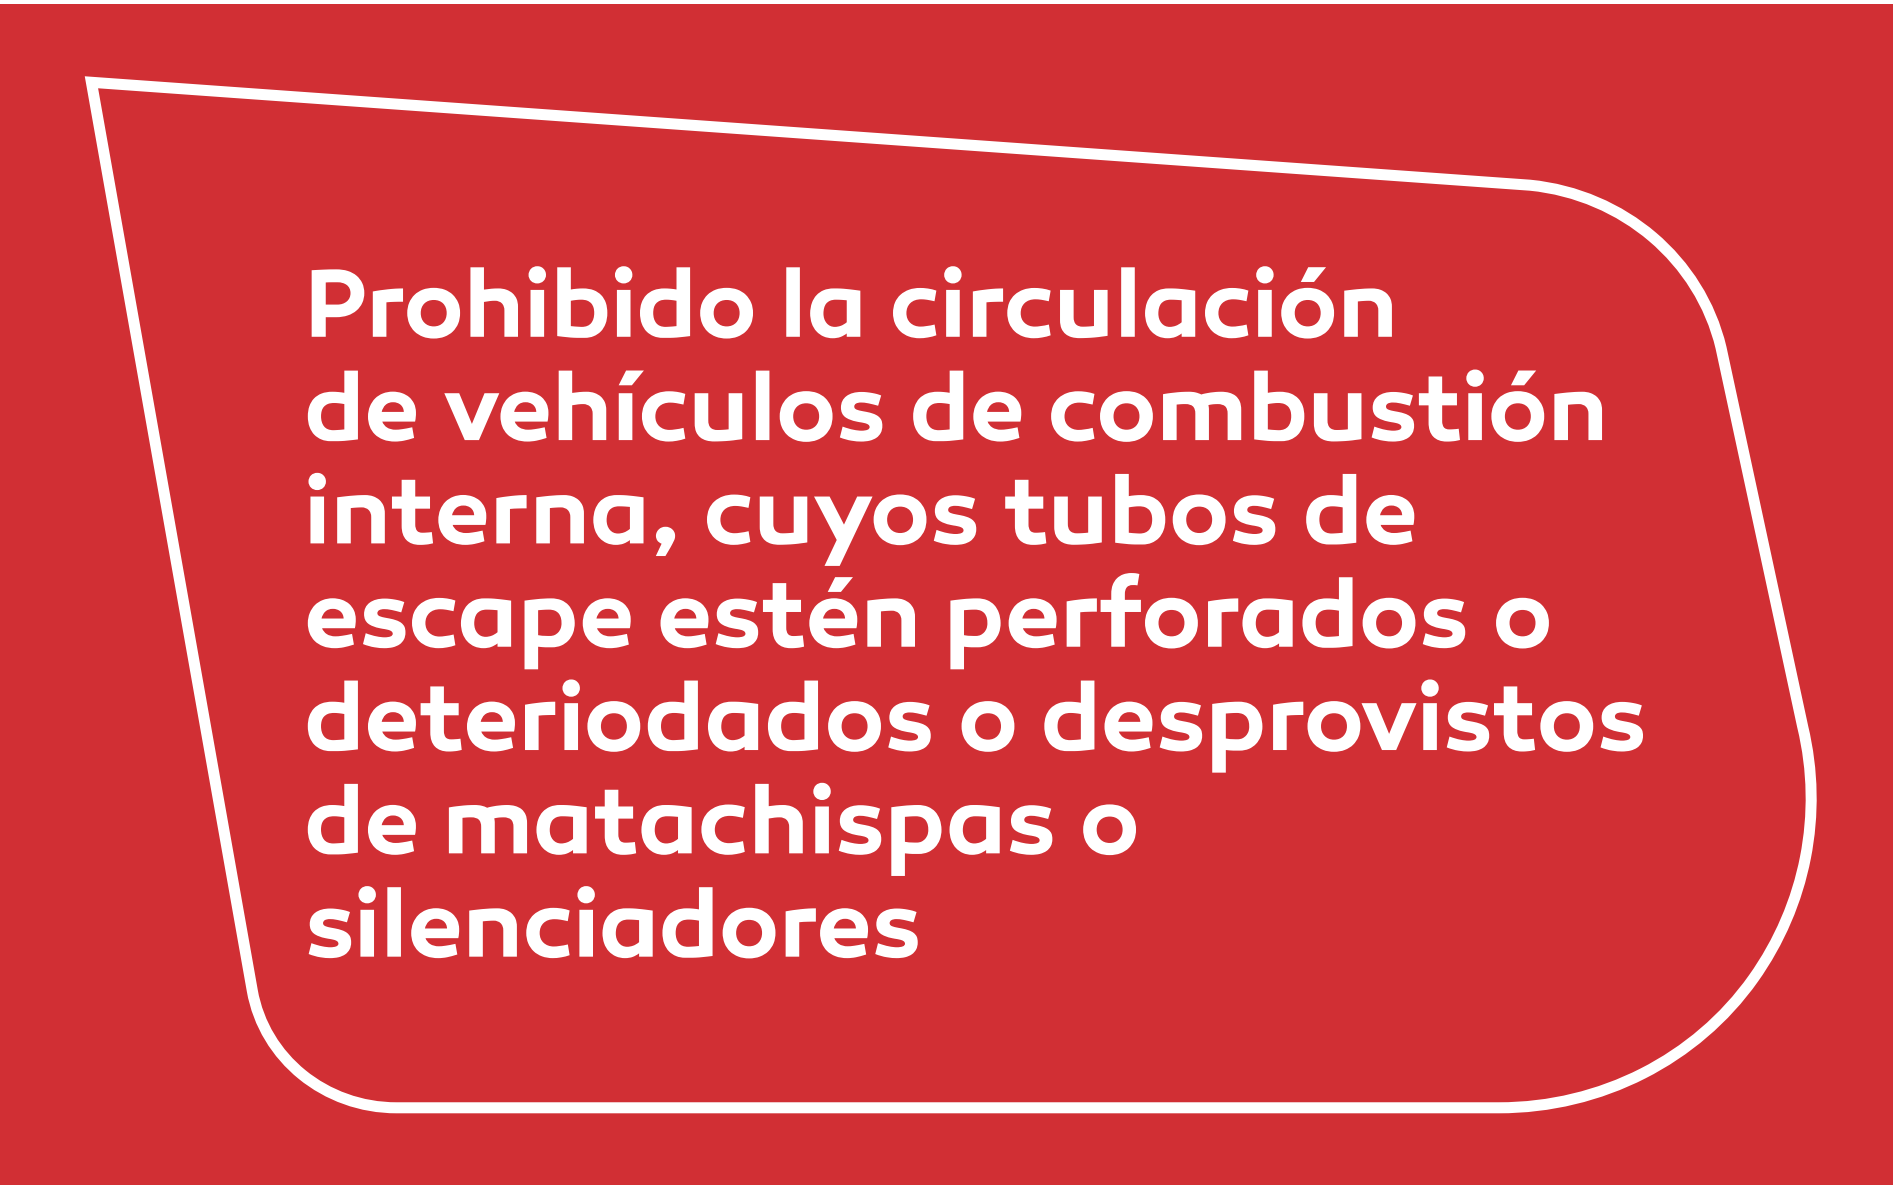 Prohibido la circulación
de vehículos de combustión
interna, cuyos tubos de
escape estén perforados o
deteriodados o desprovistos
de matachispas o
silenciadores